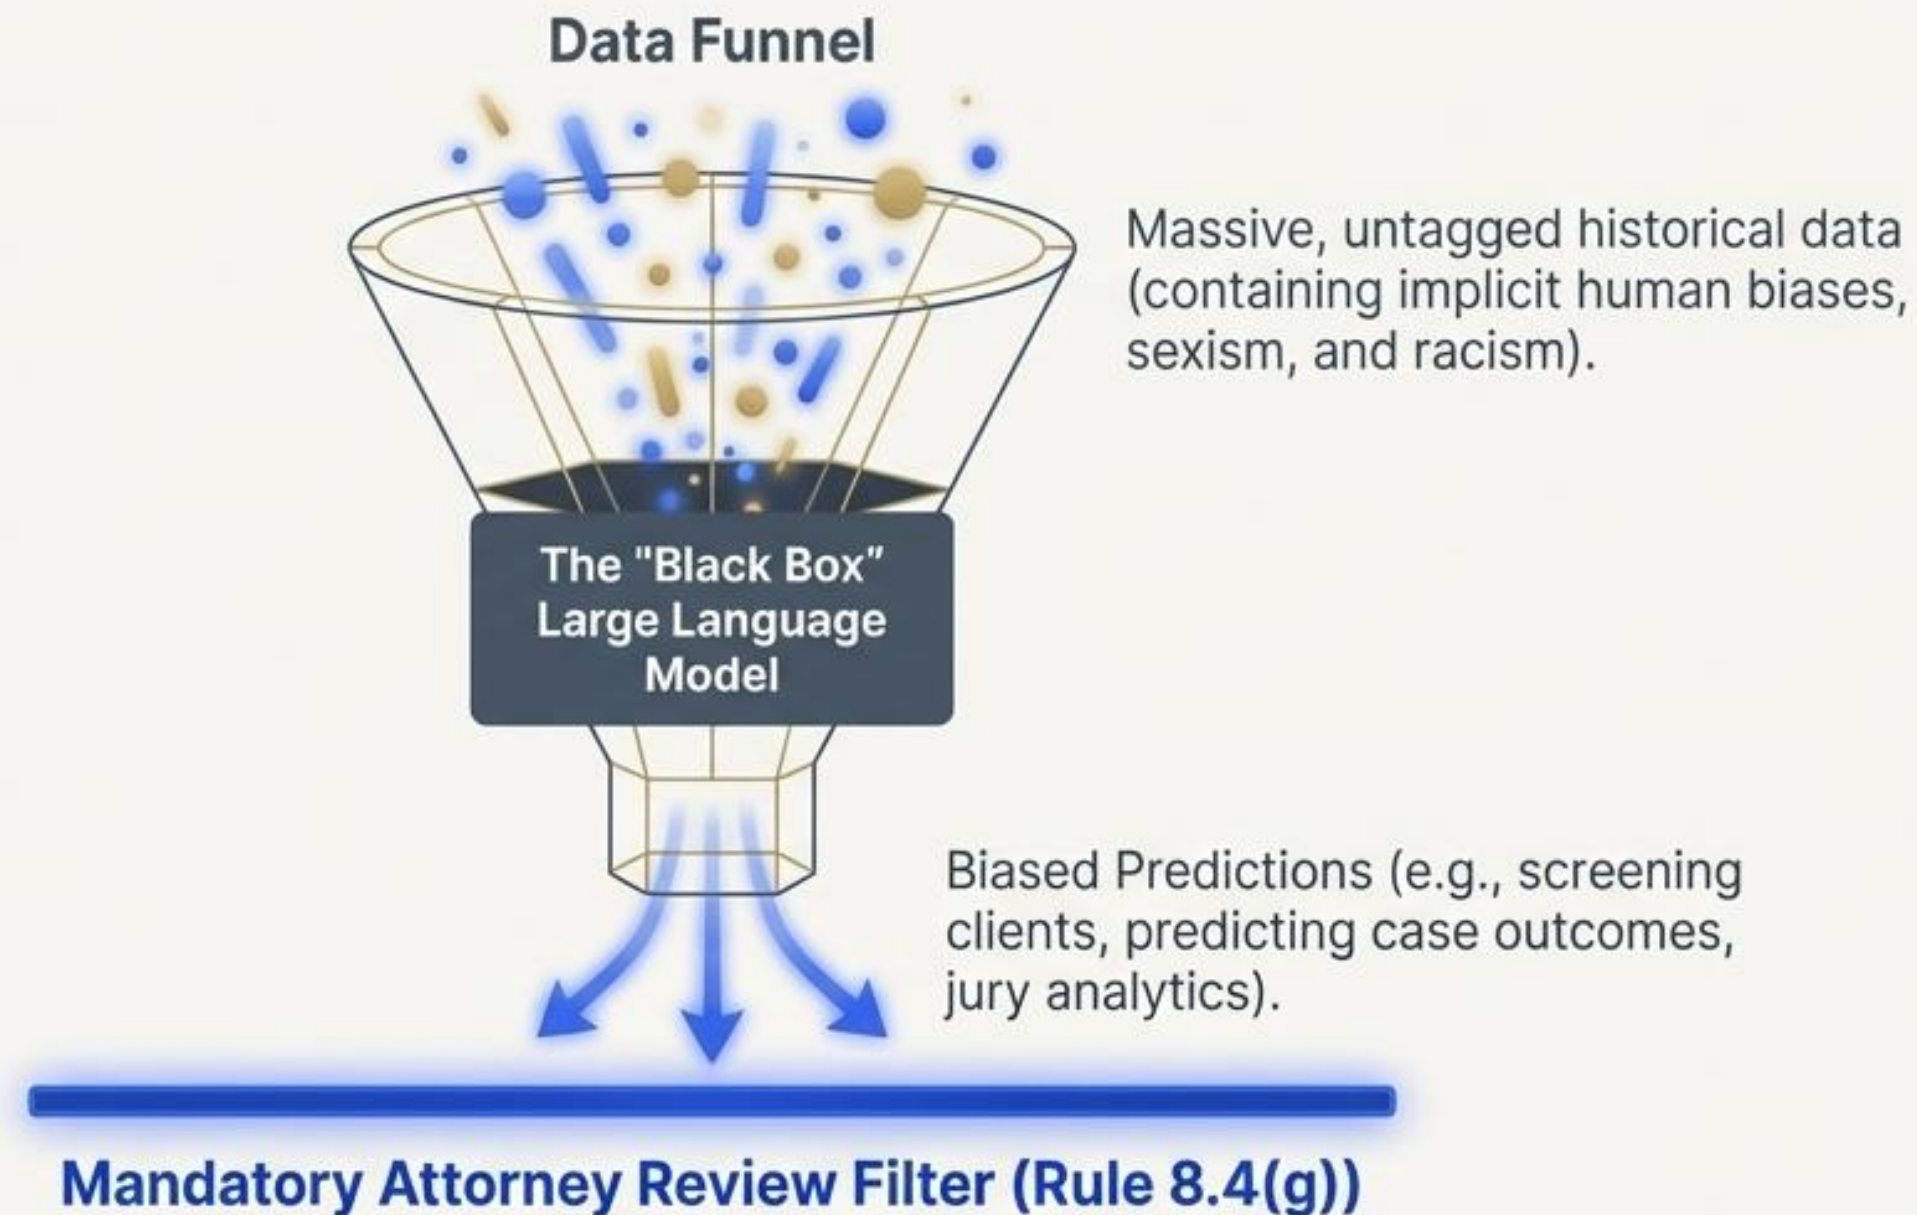 Data Funnel
Massive, untagged historical data
(containing implicit human biases,
sexism, and racism).
The "Black Box”
Large Language
Model
Biased Predictions (e.g., screening
clients, predicting case outcomes,
jury analytics).
Mandatory Attorney Review Filter (Rule 8.4(g))